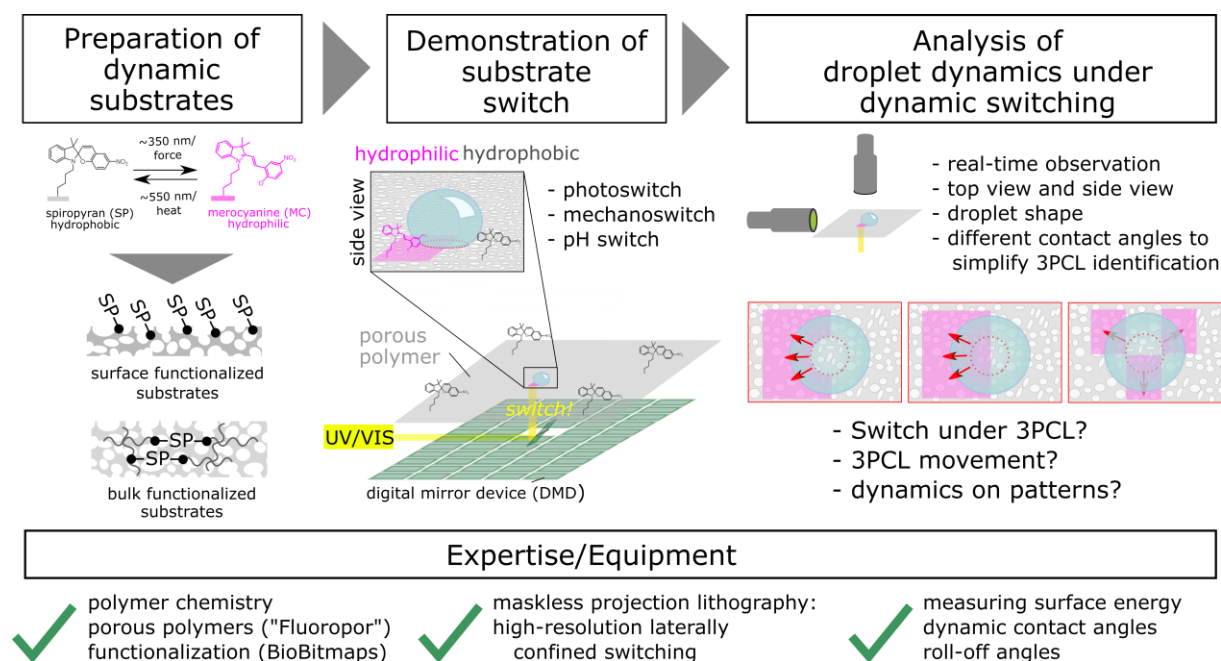 Preparation of
dynamic
substrates
Demonstration of
substrate
switch
Analysis of
droplet dynamics under
dynamic switching
~350 nm/
force
~550 nm/
heat
NO₂
NO₂
spiropyran (SP)
hydrophobic
merocyanine (MC)
hydrophilic
SP
SP
SP
SP
SP
surface functionalized
substrates
SP
SP
bulk functionalized
substrates
hydrophilic hydrophobic
side view
- photoswitch
- mechanoswitch
- pH switch
porous
polymer
switch!
UV/VIS
digital mirror device (DMD)
- real-time observation
- top view and side view
- droplet shape
- different contact angles to
simplify 3PCL identification
- Switch under 3PCL?
- 3PCL movement?
- dynamics on patterns?
Expertise/Equipment
polymer chemistry
porous polymers ("Fluoropor")
functionalization (BioBitmaps)
maskless projection lithography:
high-resolution laterally
confined switching
measuring surface energy
dynamic contact angles
roll-off angles